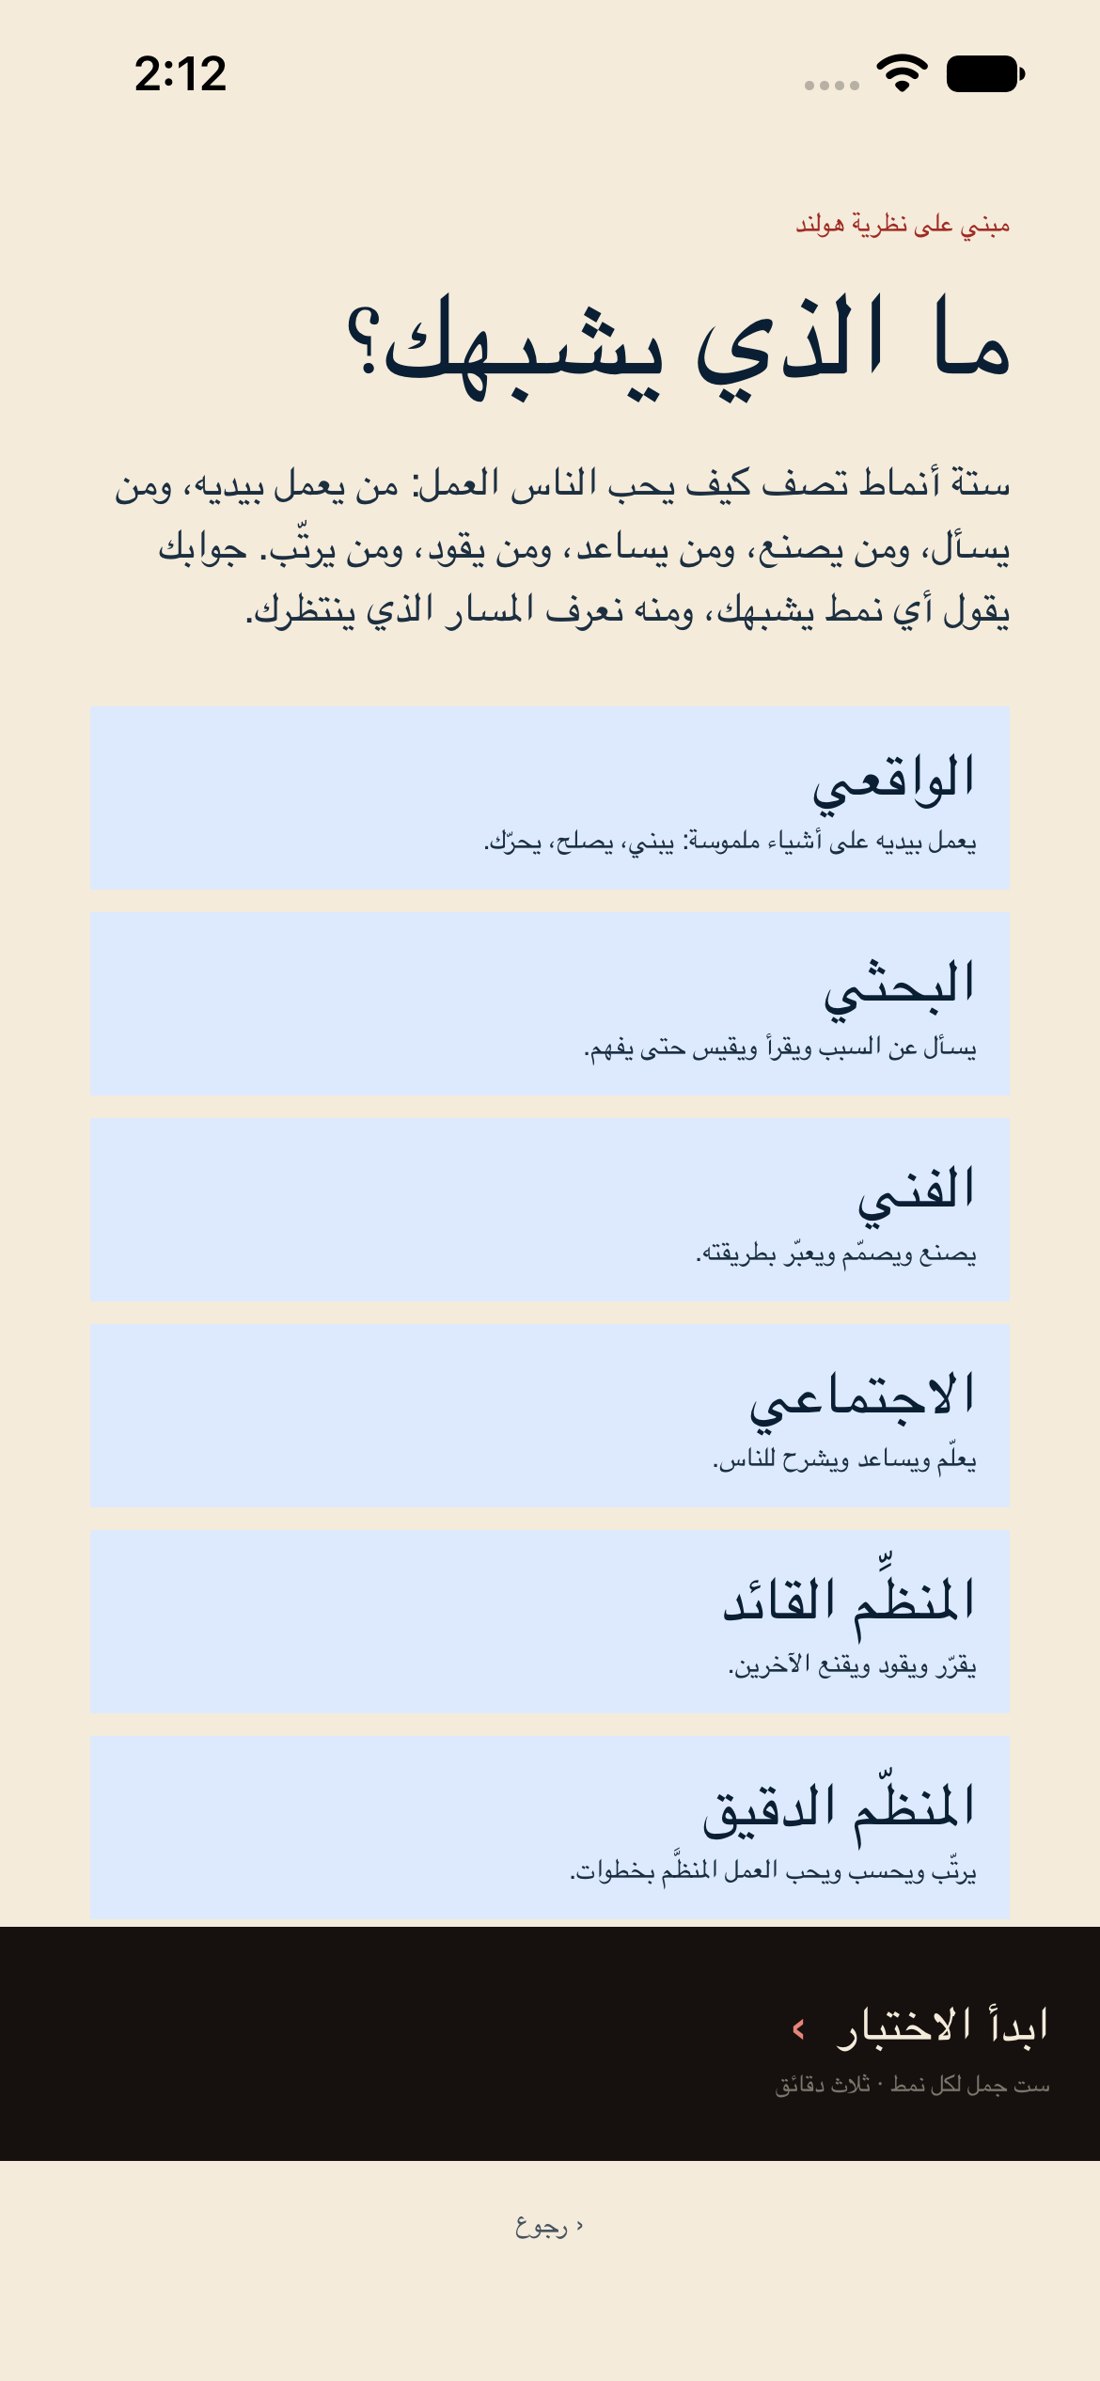 2:12
مبني على نظرية هولند
ما الذي يشبهك؟
ستة أنماط تصف كيف يحب الناس العمل: من يعمل بيديه، ومن
يسأل، ومن يصنع، ومن يساعد، ومن يقود، ومن يرتّب. جوابك
يقول أي نمط يشبهك، ومنه نعرف المسار الذي ينتظرك.
الواقعي
يعمل بيديه على أشياء ملموسة: يبني، يصلح، يحرّك.
البحثي
يسأل عن السبب ويقرأ ويقيس حتى يفهم.
الفني
يصنع ويصمّم ويعبّر بطريقته.
الاجتماعي
يعلّم ويساعد ويشرح للناس.
المنظِّم القائد
يقرّر ويقود ويقنع الآخرين.
المنظّم الدقيق
يرتّب ويحسب ويحب العمل المنظَّم بخطوات.
ابدأ الاختبار ›
ست جمل لكل نمط · ثلاث دقائق
‹ رجوع